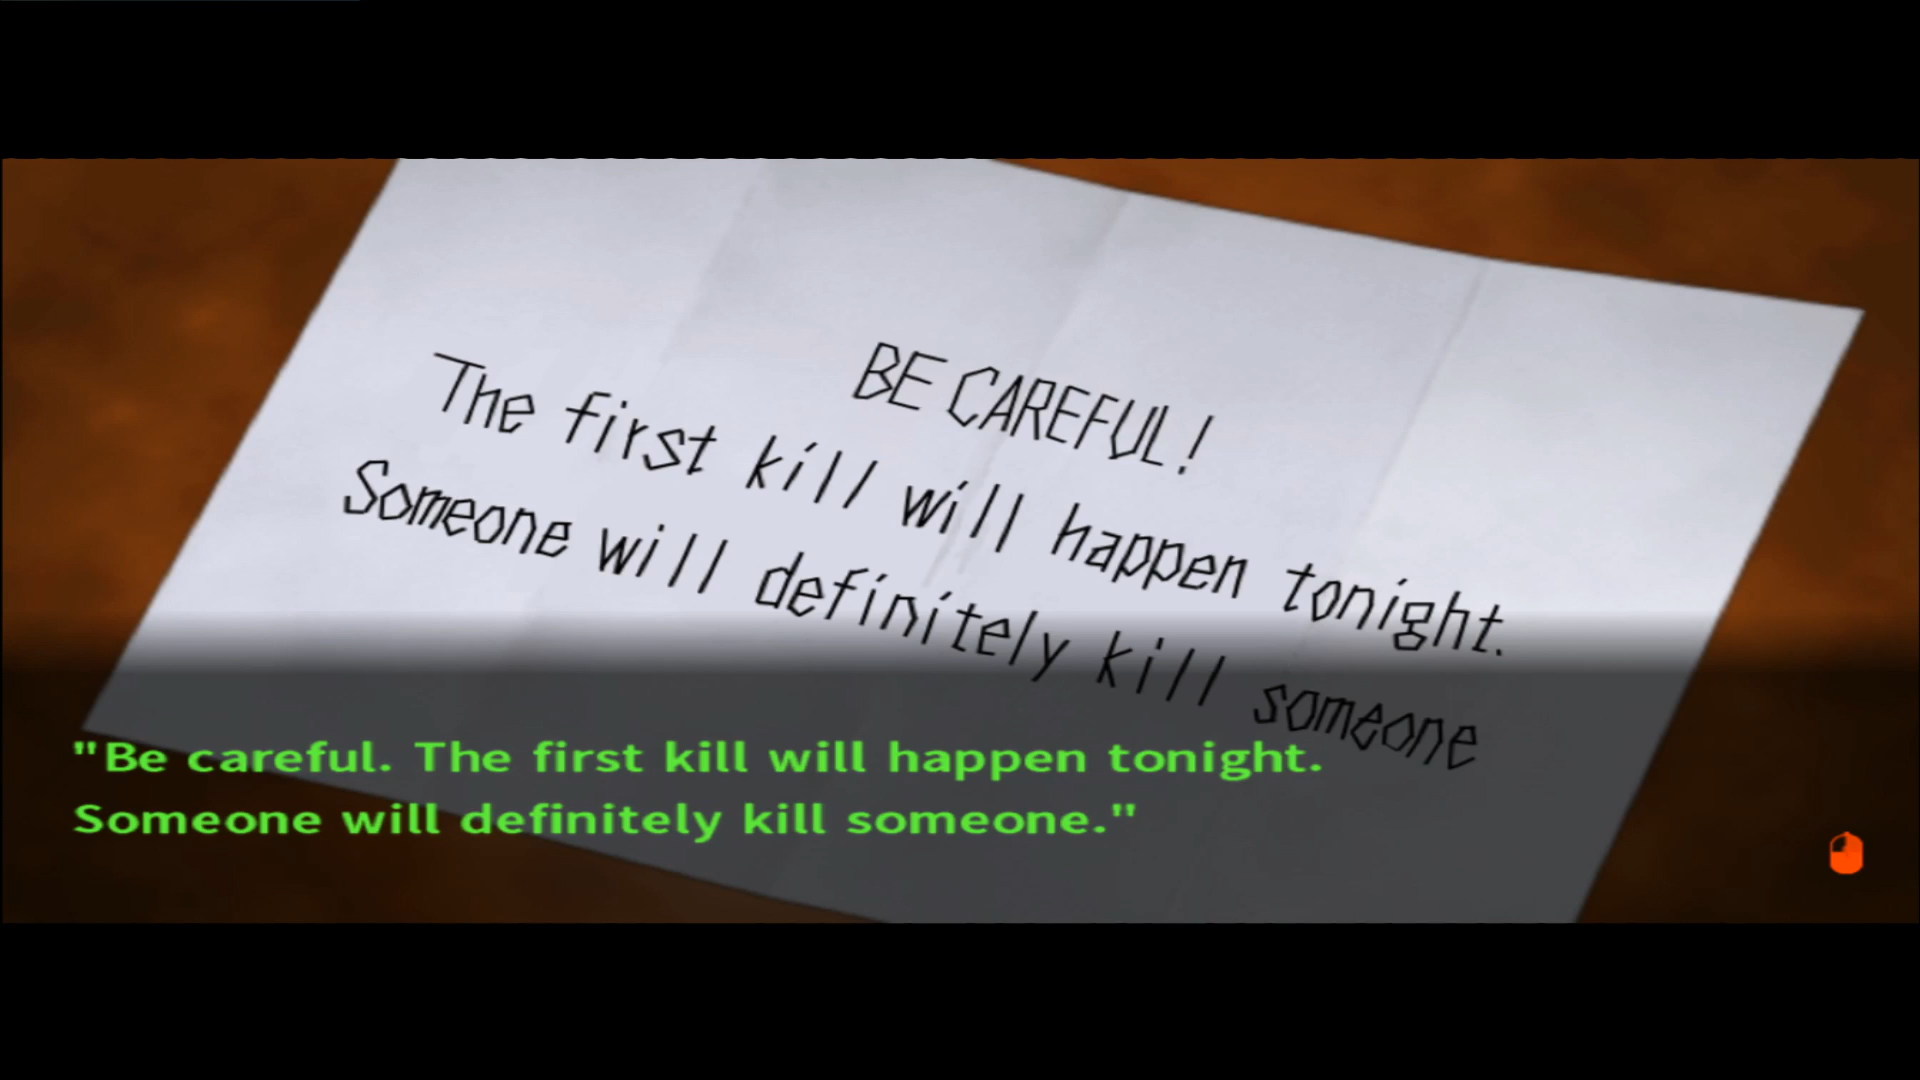 BE CAREFUL!
The first kill will happen tonight.
Someone will definitely kill someone
"Be careful. The first kill will happen tonight.
Someone will definitely kill someone."